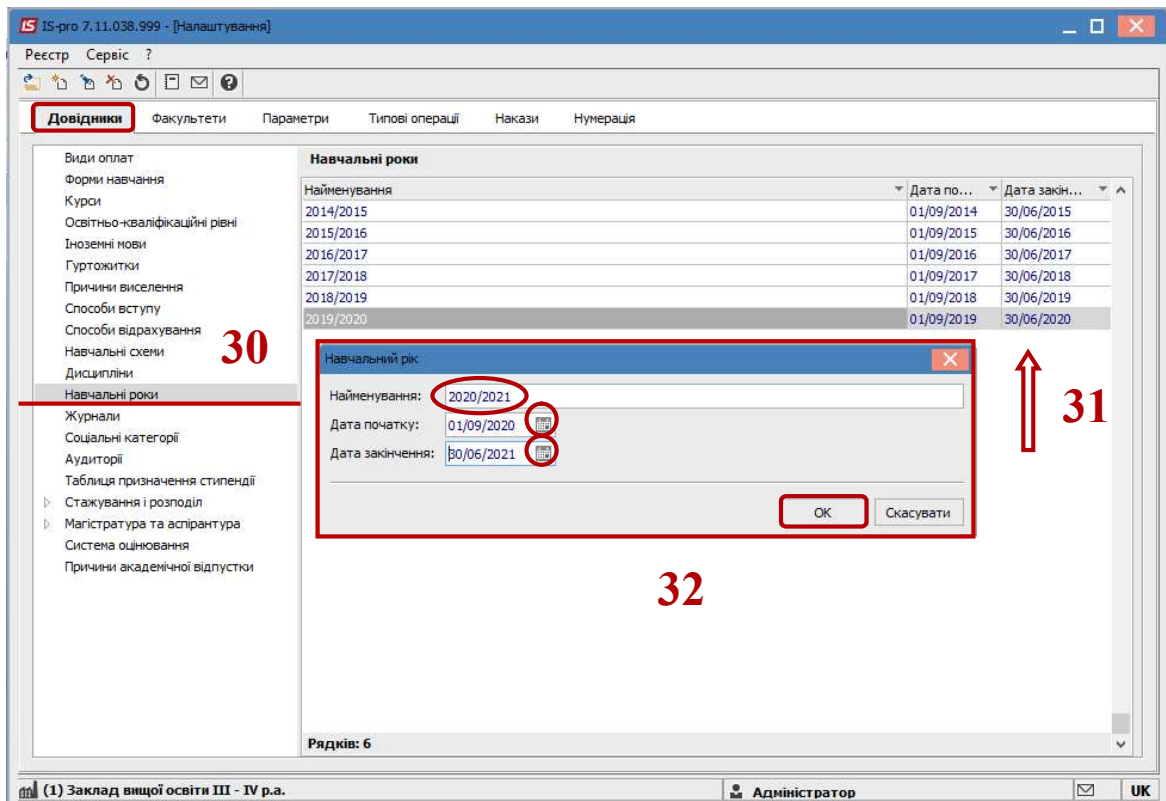 IS-pro 7.11.038.999 - [Налаштування]
Реєстр Сервіс ?
Довідники Факультети Параметри Типові операції Накази Нумерація
Види оплат
Форми навчання
Курси
Освітньо-кваліфікаційні рівні
Іноземні мови
Гуртожитки
Причини виселення
Способи вступу
Способи відрахування
Навчальні схеми
Дисципліни
Навчальні роки
Журнали
Соціальні категорії
Аудиторії
Таблиця призначення стипендії
Стажування і розподіл
Магістратура та аспірантура
Система оцінювання
Причини академічної відпустки
30
Навчальні роки
Найменування Дата по... Дата закін...
2014/2015 01/09/2014 30/06/2015
2015/2016 01/09/2015 30/06/2016
2016/2017 01/09/2016 30/06/2017
2017/2018 01/09/2017 30/06/2018
2018/2019 01/09/2018 30/06/2019
2019/2020 01/09/2019 30/06/2020
Навчальний рік
Найменування: 2020/2021
Дата початку: 01/09/2020
Дата закінчення: 30/06/2021
ОК Скасувати
31
32
Рядків: 6
(1) Заклад вищої освіти III - IV р.а. Адміністратор UK